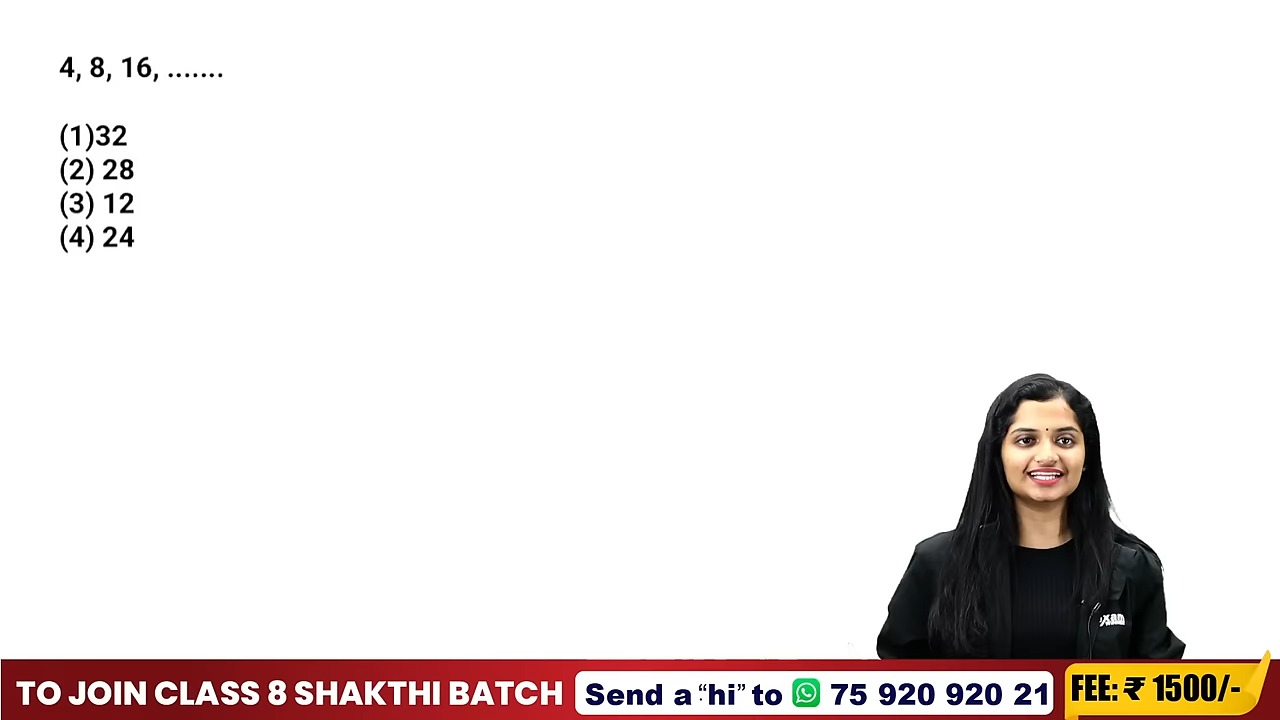 4, 8, 16, .......
(1)32
(2) 28
(3) 12
(4) 24
TO JOIN CLASS 8 SHAKTHI BATCH Send a “hi” to 75 920 920 21 FEE: ₹ 1500/-